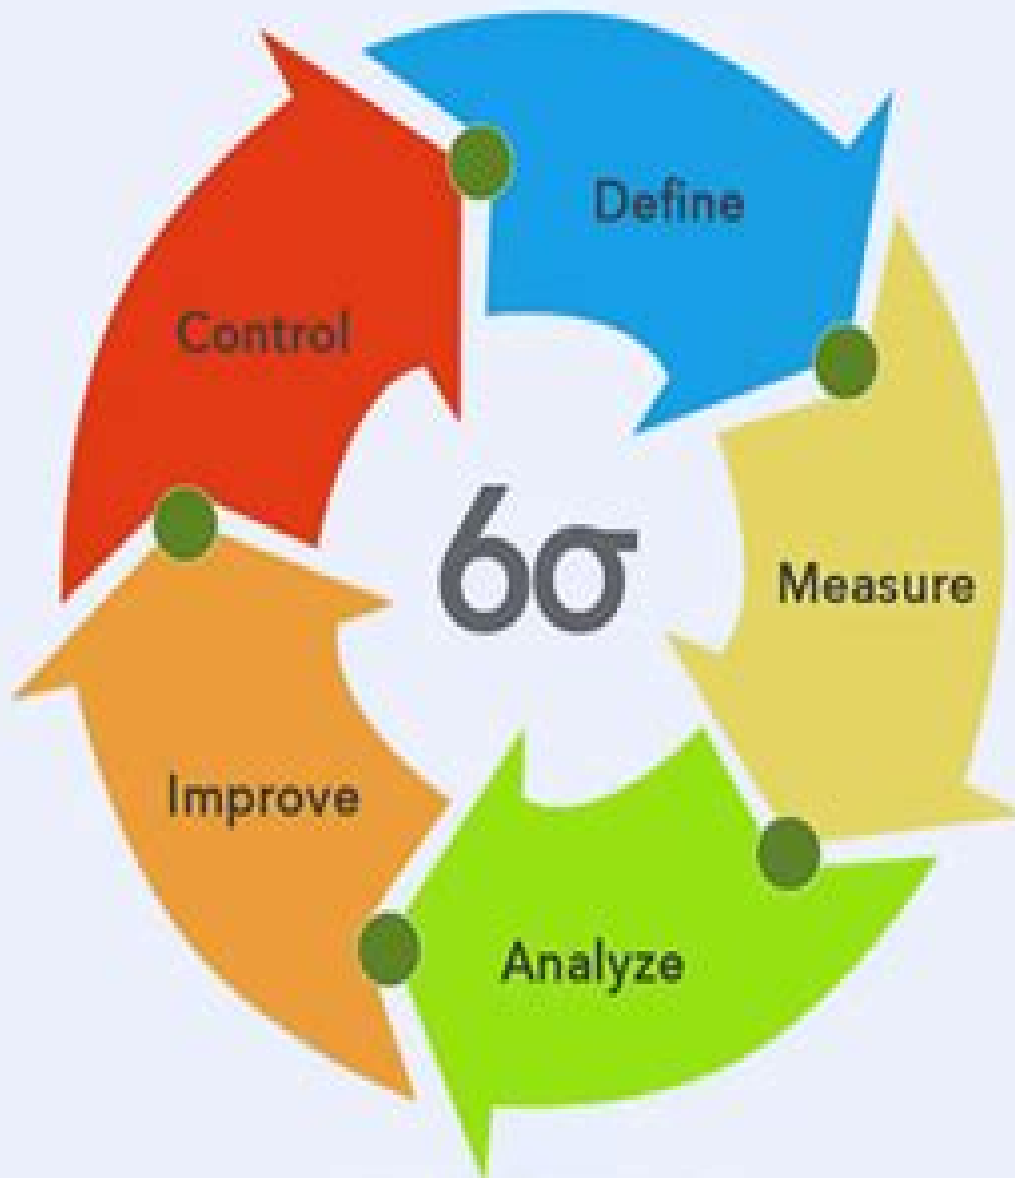 Define
Control
6σ
Measure
Improve
Analyze